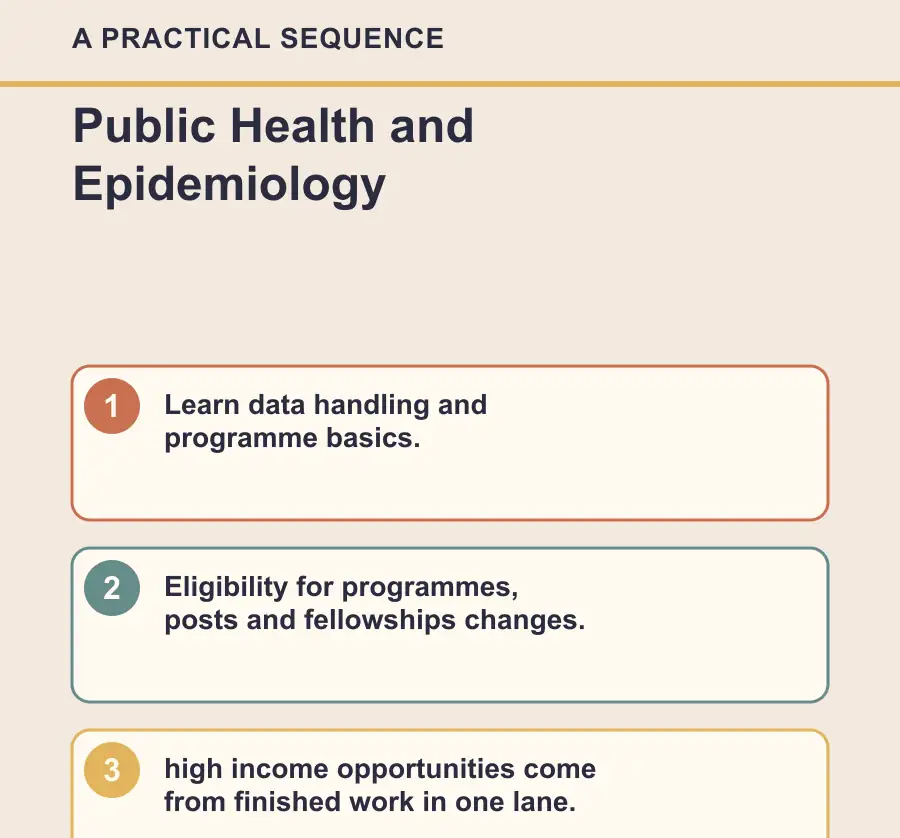 A PRACTICAL SEQUENCE
Public Health and
Epidemiology
1
Learn data handling and
programme basics.
2
Eligibility for programmes,
posts and fellowships changes.
3
high income opportunities come
from finished work in one lane.